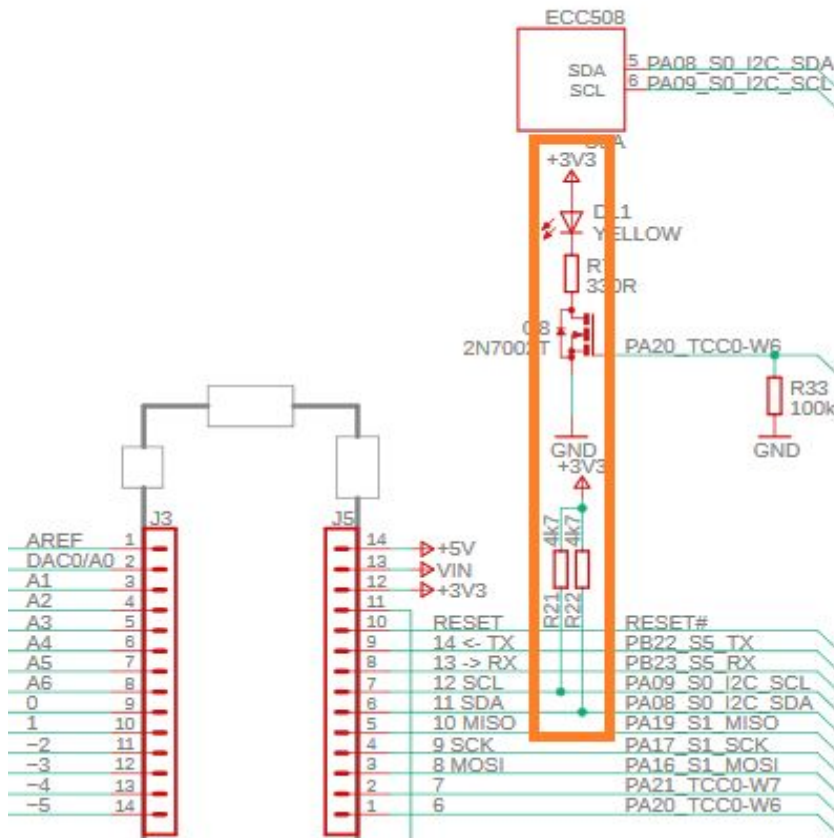 ECC508
SDA
SCL
5 PA08_S0_I2C_SDA
6 PA09_S0_I2C_SCL
+3V3
DL1
YELLOW
330R
2N7002T
PA20_TCC0-W6
R33
100k
GND
GND
+3V3
4k7 4k7
R21 R22
J3 J5
AREF 1
DAC0/A0 2
A1 3
A2 4
A3 5
A4 6
A5 7
A6 8
0 9
1 10
~2 11
~3 12
~4 13
~5 14
14 +5V
13 VIN
12 +3V3
11
10 RESET RESET#
9 14 <- TX PB22_S5_TX
8 13 -> RX PB23_S5_RX
7 12 SCL PA09_S0_I2C_SCL
6 11 SDA PA08_S0_I2C_SDA
5 10 MISO PA19_S1_MISO
4 9 SCK PA17_S1_SCK
3 8 MOSI PA16_S1_MOSI
2 7 PA21_TCC0-W7
1 6 PA20_TCC0-W6